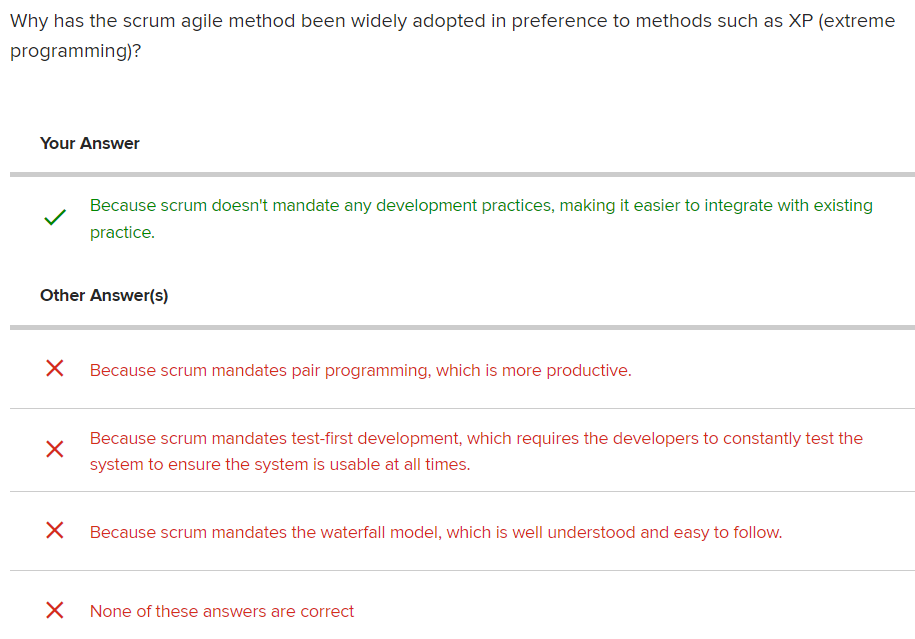 Why has the scrum agile method been widely adopted in preference to methods such as XP (extreme
programming)?
Your Answer
Because scrum doesn't mandate any development practices, making it easier to integrate with existing
practice.
Other Answer(s)
Because scrum mandates pair programming, which is more productive.
Because scrum mandates test-first development, which requires the developers to constantly test the
system to ensure the system is usable at all times.
Because scrum mandates the waterfall model, which is well understood and easy to follow.
None of these answers are correct